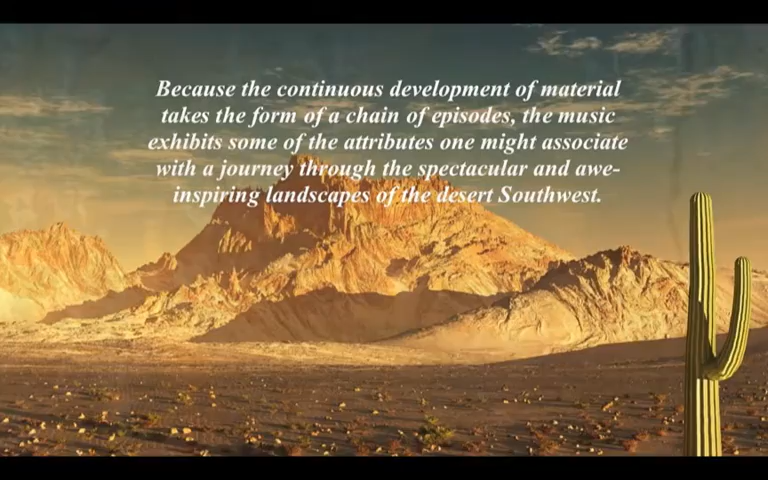 Because the continuous development of material
takes the form of a chain of episodes, the music
exhibits some of the attributes one might associate
with a journey through the spectacular and awe-
inspiring landscapes of the desert Southwest.